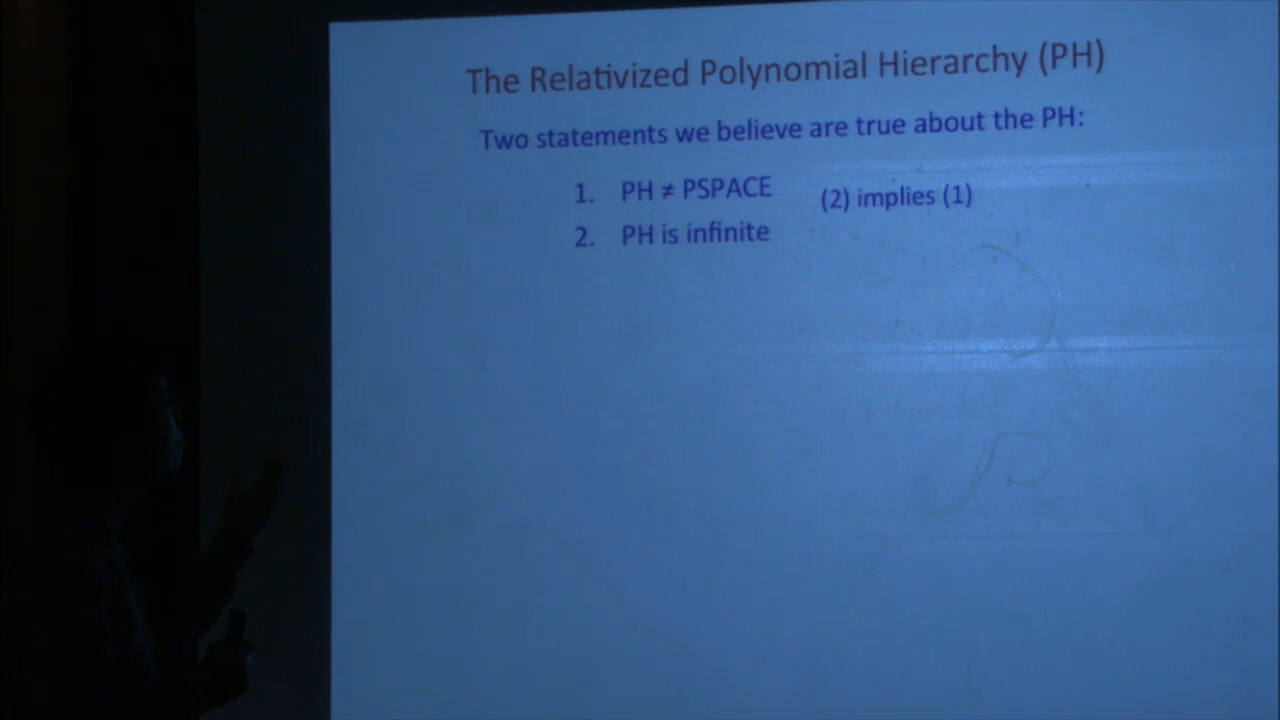 The Relativized Polynomial Hierarchy (PH)
Two statements we believe are true about the PH:
1. PH ≠ PSPACE (2) implies (1)
2. PH is infinite